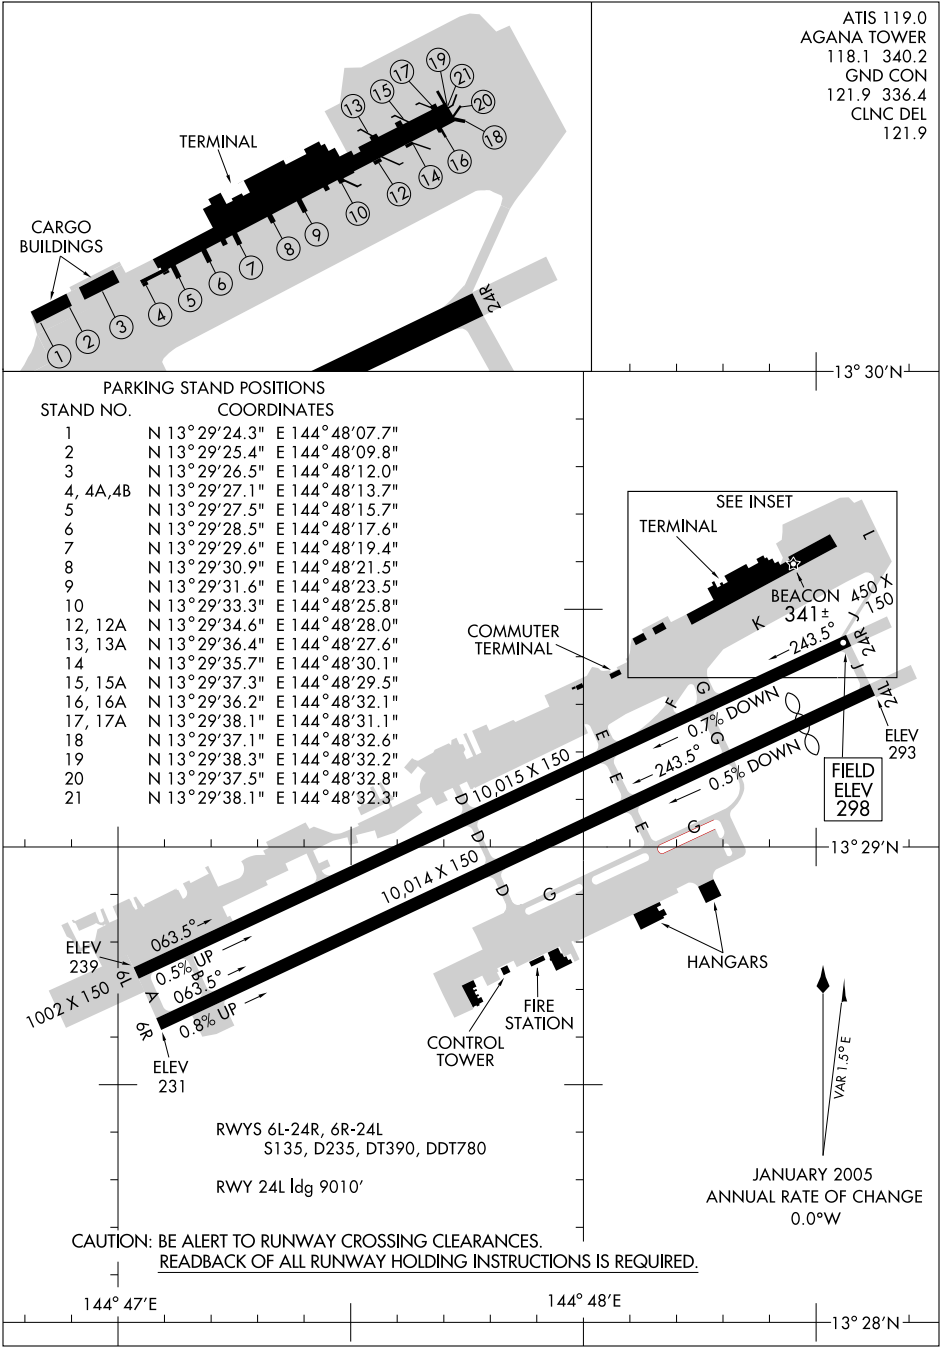 ATIS 119.0
AGANA TOWER
118.1 340.2
GND CON
121.9 336.4
CLNC DEL
121.9
TERMINAL
CARGO
BUILDINGS
1
2
3
4
5
6
7
8
9
10
12
13
14
15
16
17
18
19
20
21
24R
13°30'N
PARKING STAND POSITIONS
STAND NO. COORDINATES
1 N 13°29'24.3" E 144°48'07.7"
2 N 13°29'25.4" E 144°48'09.8"
3 N 13°29'26.5" E 144°48'12.0"
4, 4A,4B N 13°29'27.1" E 144°48'13.7"
5 N 13°29'27.5" E 144°48'15.7"
6 N 13°29'28.5" E 144°48'17.6"
7 N 13°29'29.6" E 144°48'19.4"
8 N 13°29'30.9" E 144°48'21.5"
9 N 13°29'31.6" E 144°48'23.5"
10 N 13°29'33.3" E 144°48'25.8"
12, 12A N 13°29'34.6" E 144°48'28.0"
13, 13A N 13°29'36.4" E 144°48'27.6"
14 N 13°29'35.7" E 144°48'30.1"
15, 15A N 13°29'37.3" E 144°48'29.5"
16, 16A N 13°29'36.2" E 144°48'32.1"
17, 17A N 13°29'38.1" E 144°48'31.1"
18 N 13°29'37.1" E 144°48'32.6"
19 N 13°29'38.3" E 144°48'32.2"
20 N 13°29'37.5" E 144°48'32.8"
21 N 13°29'38.1" E 144°48'32.3"
SEE INSET
TERMINAL
L
BEACON
341±
450 X
150
K
243.5°
24R
J
J
COMMUTER
TERMINAL
G
F
0.7% DOWN
24L
ELEV
293
E
G
243.5°
0.5% DOWN
E
FIELD
ELEV
298
10,015 X 150
D
D
E
G
D
13°29'N
10,014 X 150
D
G
063.5°
ELEV
239
0.5% UP
6L
B
063.5°
A
1002 X 150
0.8% UP
6R
ELEV
231
HANGARS
FIRE
STATION
CONTROL
TOWER
VAR 1.5° E
RWYS 6L-24R, 6R-24L
S135, D235, DT390, DDT780
RWY 24L ldg 9010'
JANUARY 2005
ANNUAL RATE OF CHANGE
0.0°W
CAUTION: BE ALERT TO RUNWAY CROSSING CLEARANCES.
READBACK OF ALL RUNWAY HOLDING INSTRUCTIONS IS REQUIRED.
144°47'E
144°48'E
13°28'N